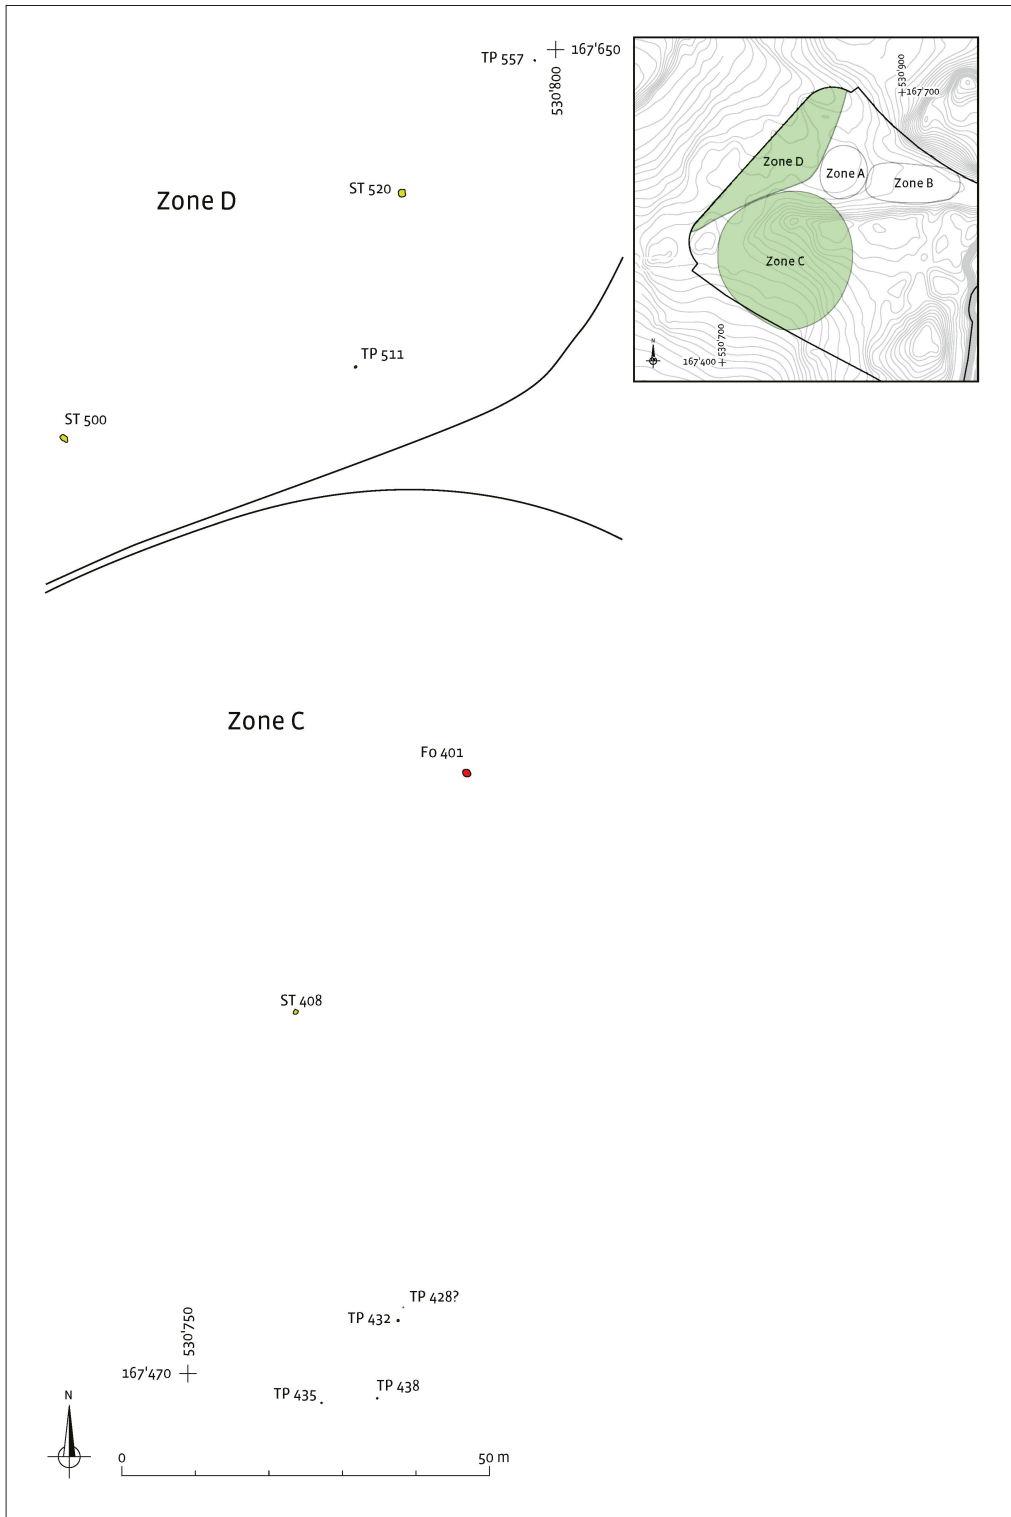 TP 557
167'650
530'800
Zone D
ST 520
TP 511
ST 500
Zone C
Fo 401
ST 408
TP 428?
TP 432
530'750
167'470
TP 435
TP 438
N
0
50 m
530'900
167'700
Zone D
Zone A
Zone B
Zone C
530'700
167'400
N